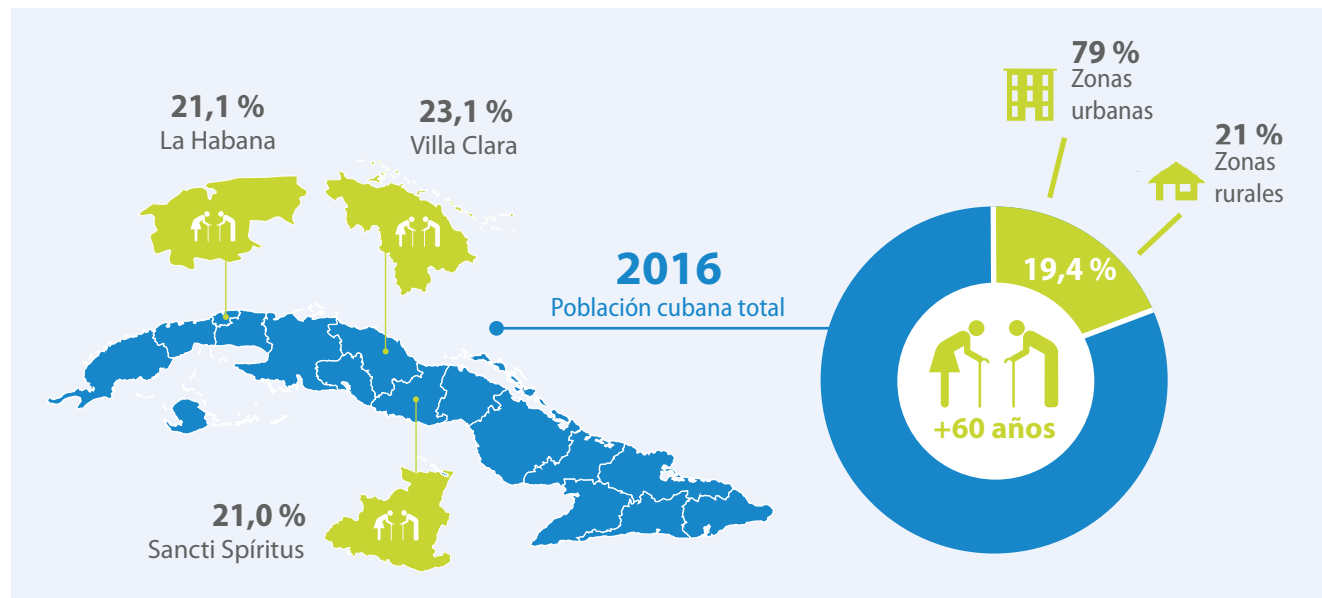 21,1 %
La Habana
23,1 %
Villa Clara
79 %
Zonas
urbanas
21 %
Zonas
rurales
2016
Población cubana total
19,4 %
+60 años
21,0 %
Sancti Spíritus